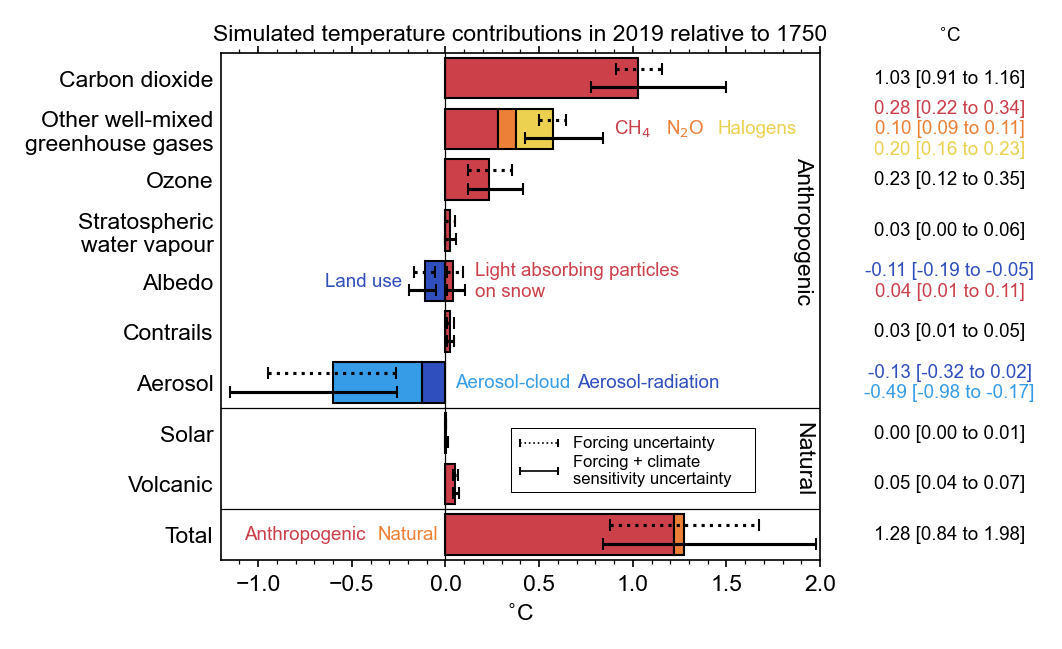 Simulated temperature contributions in 2019 relative to 1750
˚C
Carbon dioxide
1.03 [0.91 to 1.16]
Other well-mixed
greenhouse gases
CH₄ N₂O Halogens
0.28 [0.22 to 0.34]
0.10 [0.09 to 0.11]
0.20 [0.16 to 0.23]
Ozone
0.23 [0.12 to 0.35]
Anthropogenic
Stratospheric
water vapour
0.03 [0.00 to 0.06]
Albedo
Land use
Light absorbing particles
on snow
-0.11 [-0.19 to -0.05]
0.04 [0.01 to 0.11]
Contrails
0.03 [0.01 to 0.05]
Aerosol
Aerosol-cloud Aerosol-radiation
-0.13 [-0.32 to 0.02]
-0.49 [-0.98 to -0.17]
Solar
0.00 [0.00 to 0.01]
Natural
Forcing uncertainty
Forcing + climate
sensitivity uncertainty
Volcanic
0.05 [0.04 to 0.07]
Total
Anthropogenic Natural
1.28 [0.84 to 1.98]
−1.0 −0.5 0.0 0.5 1.0 1.5 2.0
˚C